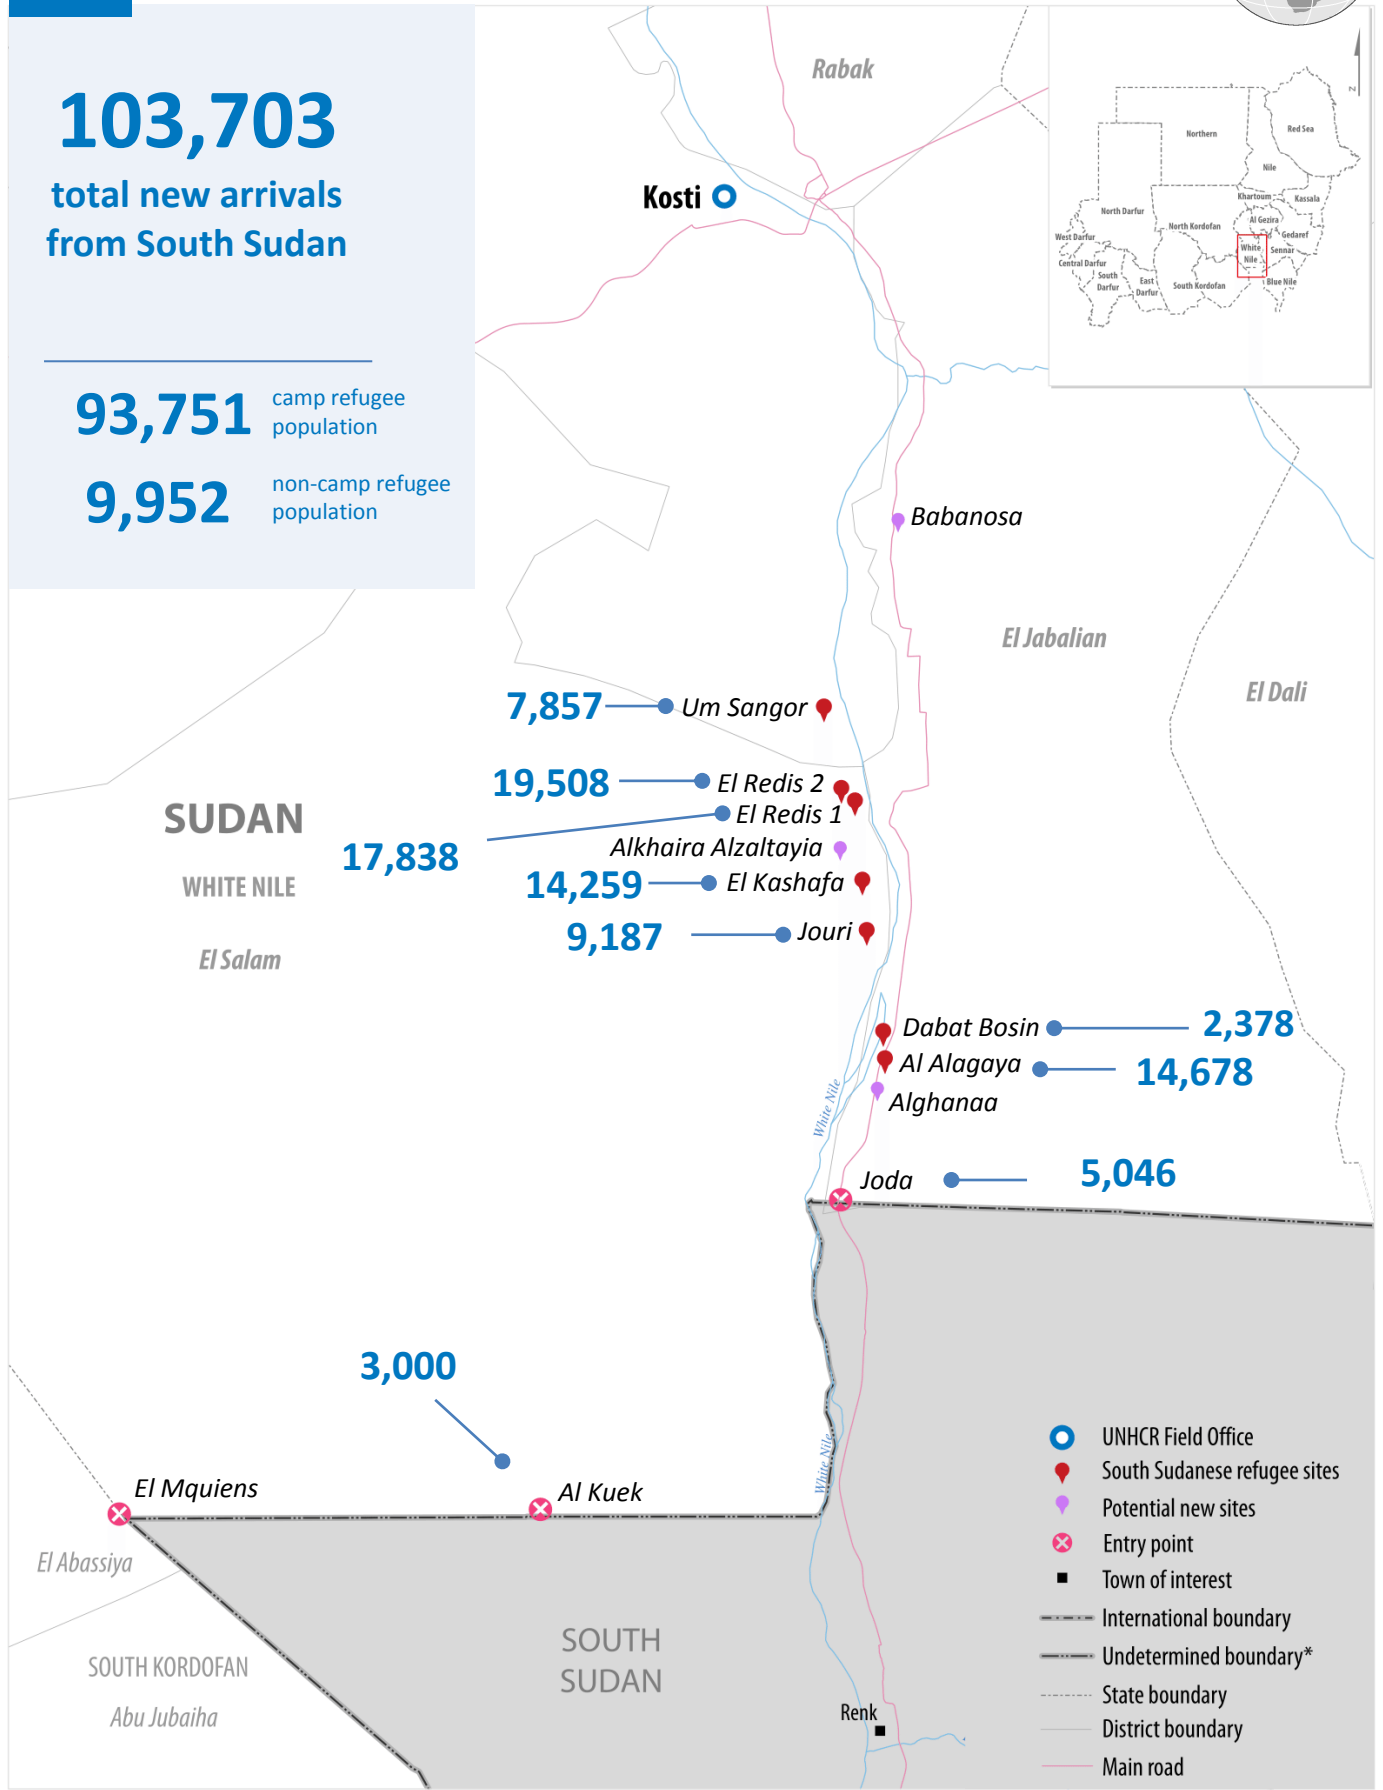 103,703
total new arrivals
from South Sudan
93,751
camp refugee
population
9,952
non-camp refugee
population
Rabak
Kosti
N
Northern
Red Sea
Nile
Khartoum
Kassala
North Darfur
Al Gezira
North Kordofan
Gedaref
West Darfur
White
Nile
Sennar
Central Darfur
South
Darfur
East
Darfur
South Kordofan
Blue Nile
Babanosa
El Jabalian
El Dali
7,857
Um Sangor
19,508
El Redis 2
El Redis 1
17,838
Alkhaira Alzaltayia
14,259
El Kashafa
9,187
Jouri
SUDAN
WHITE NILE
El Salam
Dabat Bosin
2,378
Al Alagaya
14,678
Alghanaa
White Nile
Joda
5,046
3,000
El Mquiens
Al Kuek
White Nile
El Abassiya
SOUTH KORDOFAN
Abu Jubaiha
SOUTH
SUDAN
Renk
UNHCR Field Office
South Sudanese refugee sites
Potential new sites
Entry point
Town of interest
International boundary
Undetermined boundary*
State boundary
District boundary
Main road